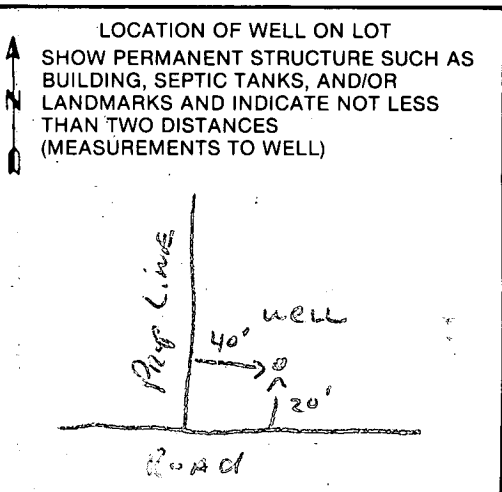 LOCATION OF WELL ON LOT
SHOW PERMANENT STRUCTURE SUCH AS
BUILDING, SEPTIC TANKS, AND/OR
LANDMARKS AND INDICATE NOT LESS
THAN TWO DISTANCES
(MEASUREMENTS TO WELL)
N
Prop Line
well
40'
20'
Road